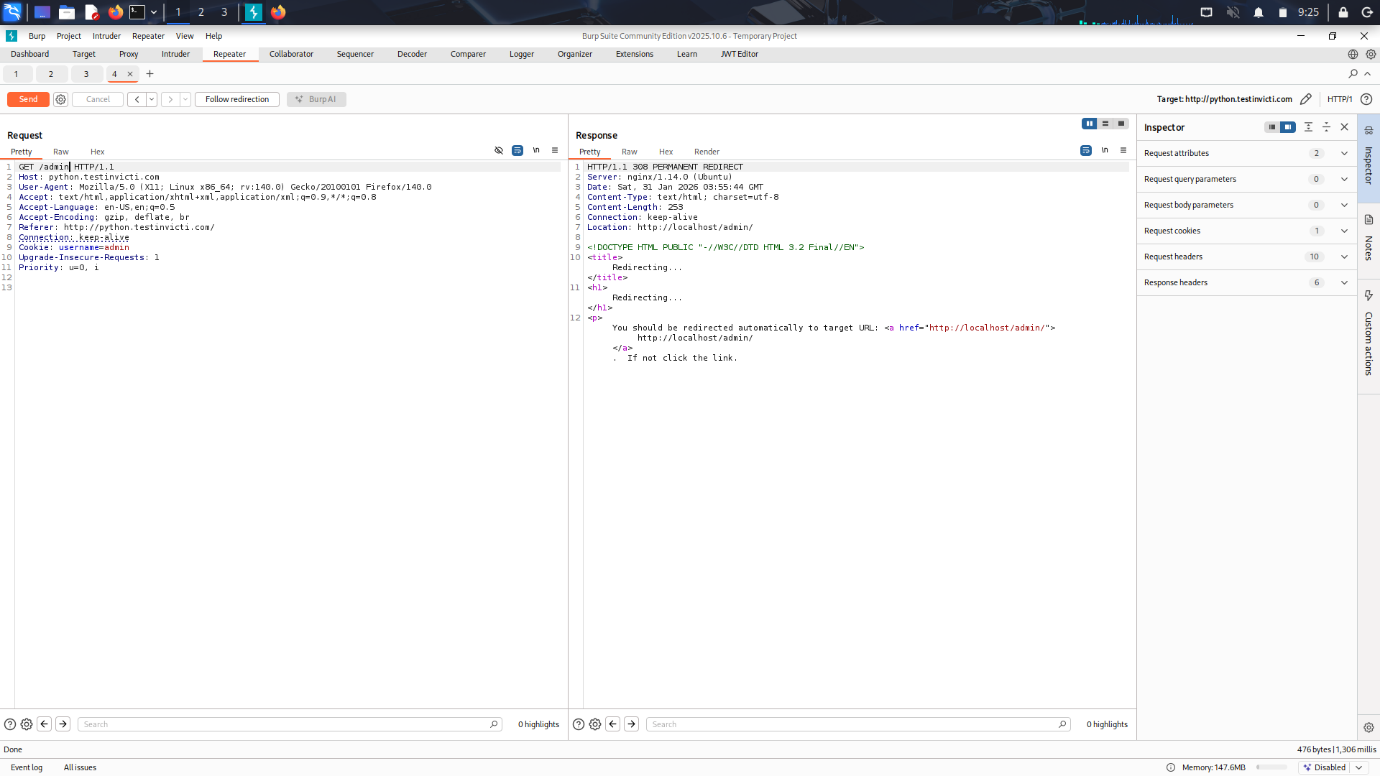 1 2 3 9:25
Burp Project Intruder Repeater View Help Burp Suite Community Edition v2025.10.6 - Temporary Project
Dashboard Target Proxy Intruder Repeater Collaborator Sequencer Decoder Comparer Logger Organizer Extensions Learn JWT Editor
1 2 3 4 × +
Send Cancel Follow redirection Burp AI Target: http://python.testinvicti.com HTTP/1
Request
Pretty Raw Hex
1 GET /admin HTTP/1.1
2 Host: python.testinvicti.com
3 User-Agent: Mozilla/5.0 (X11; Linux x86_64; rv:140.0) Gecko/20100101 Firefox/140.0
4 Accept: text/html,application/xhtml+xml,application/xml;q=0.9,*/*;q=0.8
5 Accept-Language: en-US,en;q=0.5
6 Accept-Encoding: gzip, deflate, br
7 Referer: http://python.testinvicti.com/
8 Connection: keep-alive
9 Cookie: username=admin
10 Upgrade-Insecure-Requests: 1
11 Priority: u=0, i
12
13
Search 0 highlights
Response
Pretty Raw Hex Render
1 HTTP/1.1 308 PERMANENT REDIRECT
2 Server: nginx/1.14.0 (Ubuntu)
3 Date: Sat, 31 Jan 2026 03:55:44 GMT
4 Content-Type: text/html; charset=utf-8
5 Content-Length: 253
6 Connection: keep-alive
7 Location: http://localhost/admin/
8
9 <!DOCTYPE HTML PUBLIC "-//W3C//DTD HTML 3.2 Final//EN">
10 <title>
Redirecting...
</title>
11 <h1>
Redirecting...
</h1>
12 <p>
You should be redirected automatically to target URL: <a href="http://localhost/admin/">
http://localhost/admin/
</a>
. If not click the link.
Search 0 highlights
Inspector
Request attributes 2
Request query parameters 0
Request body parameters 0
Request cookies 1
Request headers 10
Response headers 6
Inspector
Notes
Custom actions
Done 476 bytes | 1,306 millis
Event log All issues Memory: 147.6MB Disabled